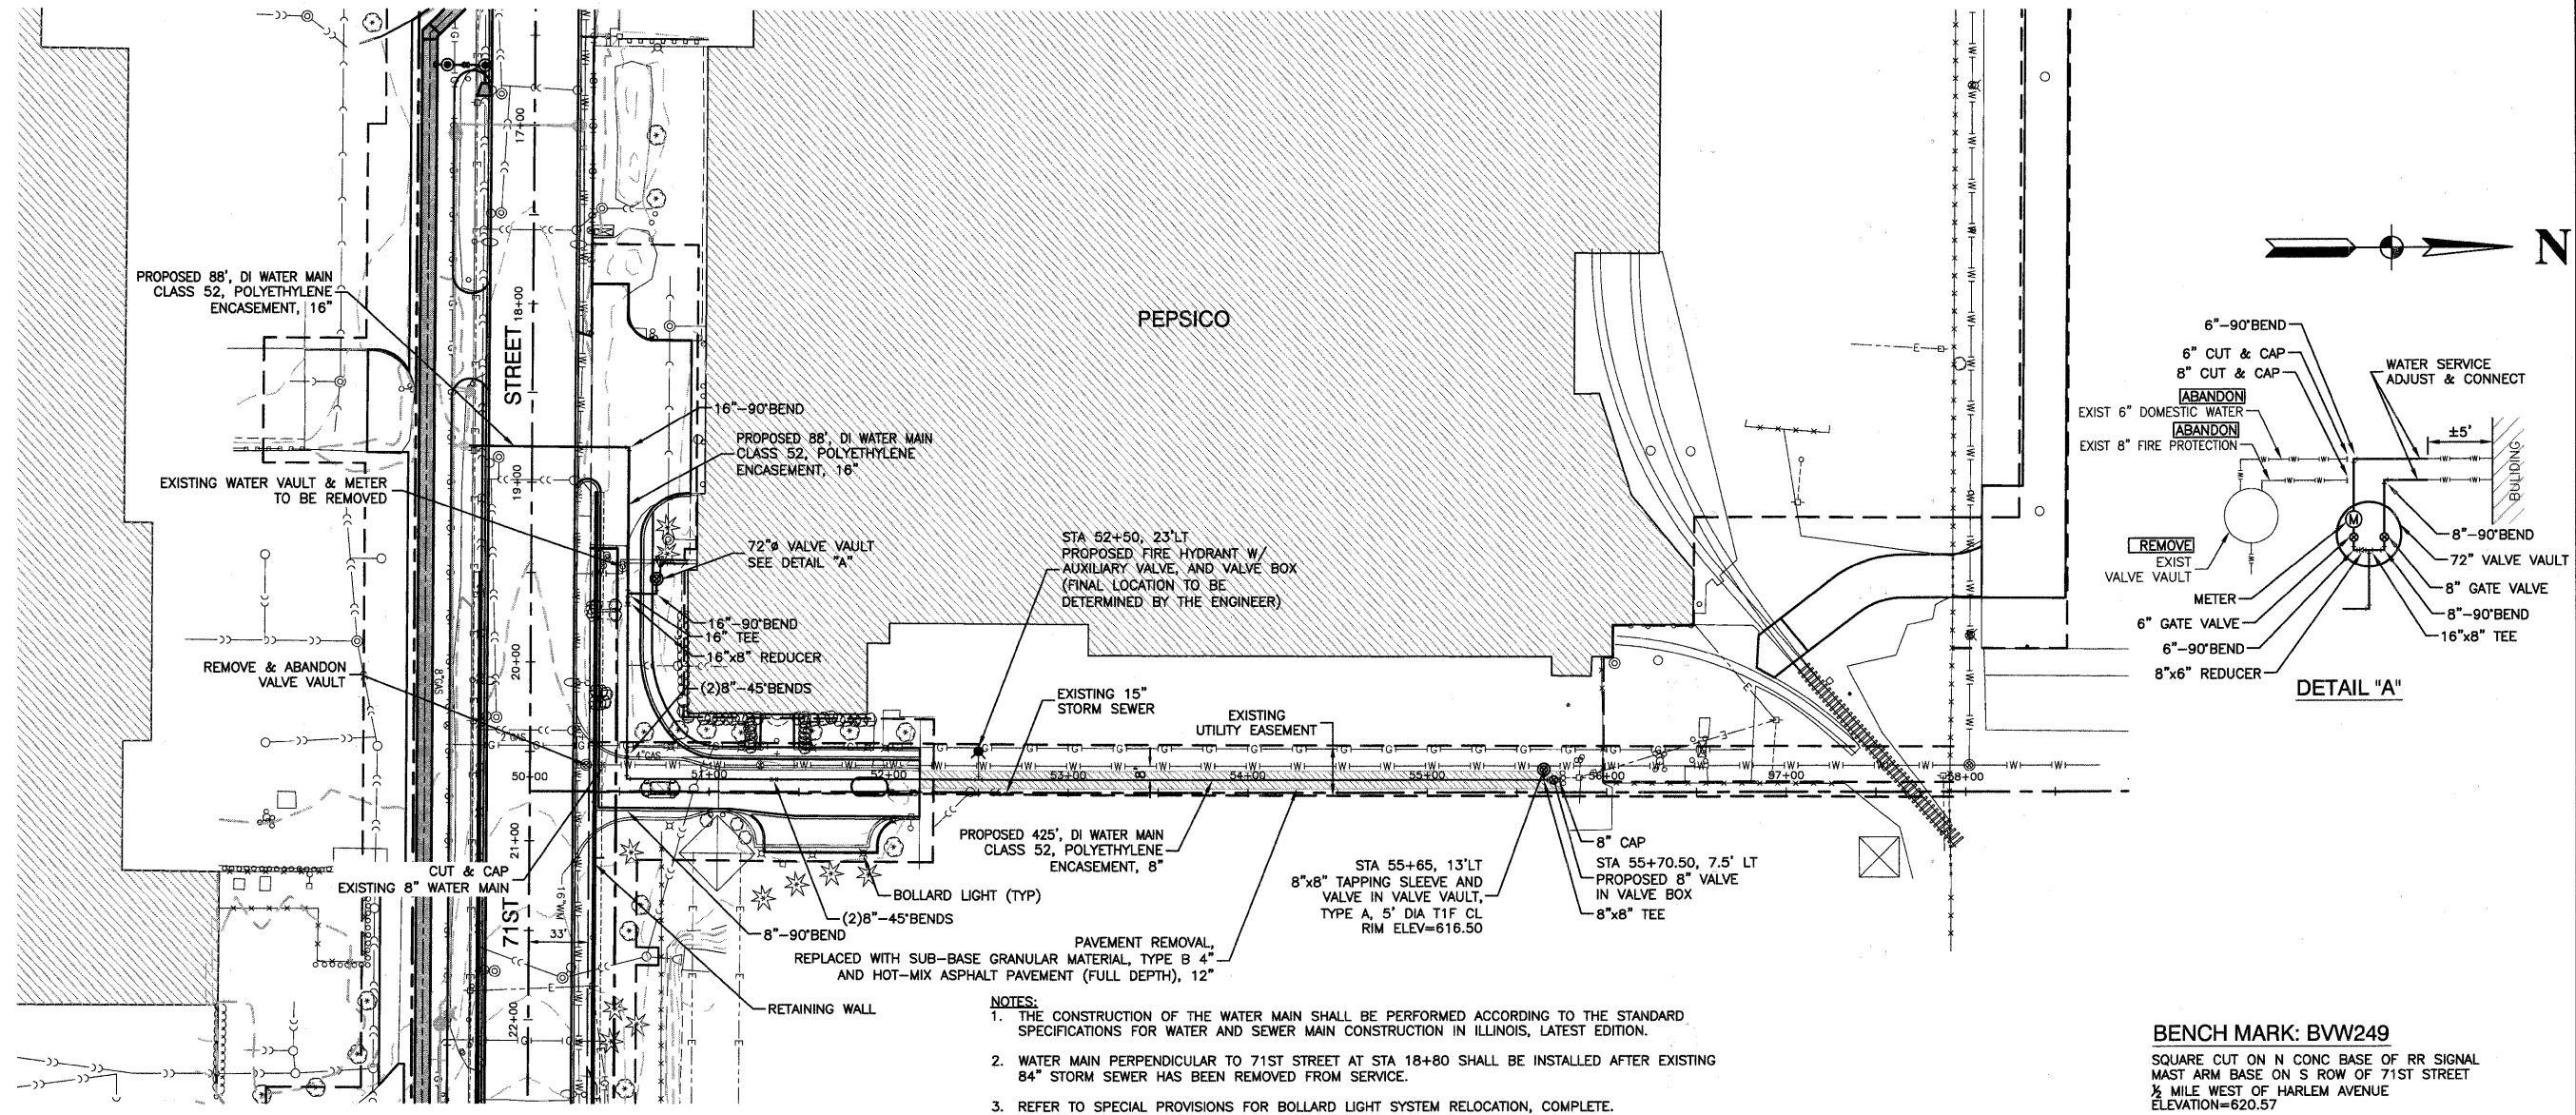 PROPOSED 88', DI WATER MAIN
CLASS 52, POLYETHYLENE
ENCASEMENT, 16"
EXISTING WATER VAULT & METER
TO BE REMOVED
REMOVE & ABANDON
VALVE VAULT
CUT & CAP
EXISTING 8" WATER MAIN
17+00
18+00
19+00
20+00
21+00
22+00
STREET
71ST
8"GAS
2"GAS
4"GAS
16"WM
33'
16"-90°BEND
PROPOSED 88', DI WATER MAIN
CLASS 52, POLYETHYLENE
ENCASEMENT, 16"
72"ø VALVE VAULT
SEE DETAIL "A"
16"-90°BEND
16" TEE
16"x8" REDUCER
(2)8"-45°BENDS
PEPSICO
STA 52+50, 23'LT
PROPOSED FIRE HYDRANT W/
AUXILIARY VALVE, AND VALVE BOX
(FINAL LOCATION TO BE
DETERMINED BY THE ENGINEER)
EXISTING 15"
STORM SEWER
EXISTING
UTILITY EASEMENT
50+00
51+00
52+00
53+00
54+00
55+00
56+00
97+00
58+00
8'
PROPOSED 425', DI WATER MAIN
CLASS 52, POLYETHYLENE
ENCASEMENT, 8"
BOLLARD LIGHT (TYP)
(2)8"-45°BENDS
8"-90°BEND
RETAINING WALL
PAVEMENT REMOVAL,
REPLACED WITH SUB-BASE GRANULAR MATERIAL, TYPE B 4"
AND HOT-MIX ASPHALT PAVEMENT (FULL DEPTH), 12"
STA 55+65, 13'LT
8"x8" TAPPING SLEEVE AND
VALVE IN VALVE VAULT,
TYPE A, 5' DIA T1F CL
RIM ELEV=616.50
8" CAP
STA 55+70.50, 7.5' LT
PROPOSED 8" VALVE
IN VALVE BOX
8"x8" TEE
NOTES:
1. THE CONSTRUCTION OF THE WATER MAIN SHALL BE PERFORMED ACCORDING TO THE STANDARD
SPECIFICATIONS FOR WATER AND SEWER MAIN CONSTRUCTION IN ILLINOIS, LATEST EDITION.
2. WATER MAIN PERPENDICULAR TO 71ST STREET AT STA 18+80 SHALL BE INSTALLED AFTER EXISTING
84" STORM SEWER HAS BEEN REMOVED FROM SERVICE.
3. REFER TO SPECIAL PROVISIONS FOR BOLLARD LIGHT SYSTEM RELOCATION, COMPLETE.
N
6"-90°BEND
6" CUT & CAP
8" CUT & CAP
WATER SERVICE
ADJUST & CONNECT
ABANDON
EXIST 6" DOMESTIC WATER
ABANDON
EXIST 8" FIRE PROTECTION
±5'
BULIDING
M
REMOVE
EXIST
VALVE VAULT
METER
6" GATE VALVE
6"-90°BEND
8"x6" REDUCER
8"-90°BEND
72" VALVE VAULT
8" GATE VALVE
8"-90°BEND
16"x8" TEE
DETAIL "A"
BENCH MARK: BVW249
SQUARE CUT ON N CONC BASE OF RR SIGNAL
MAST ARM BASE ON S ROW OF 71ST STREET
½ MILE WEST OF HARLEM AVENUE
ELEVATION=620.57